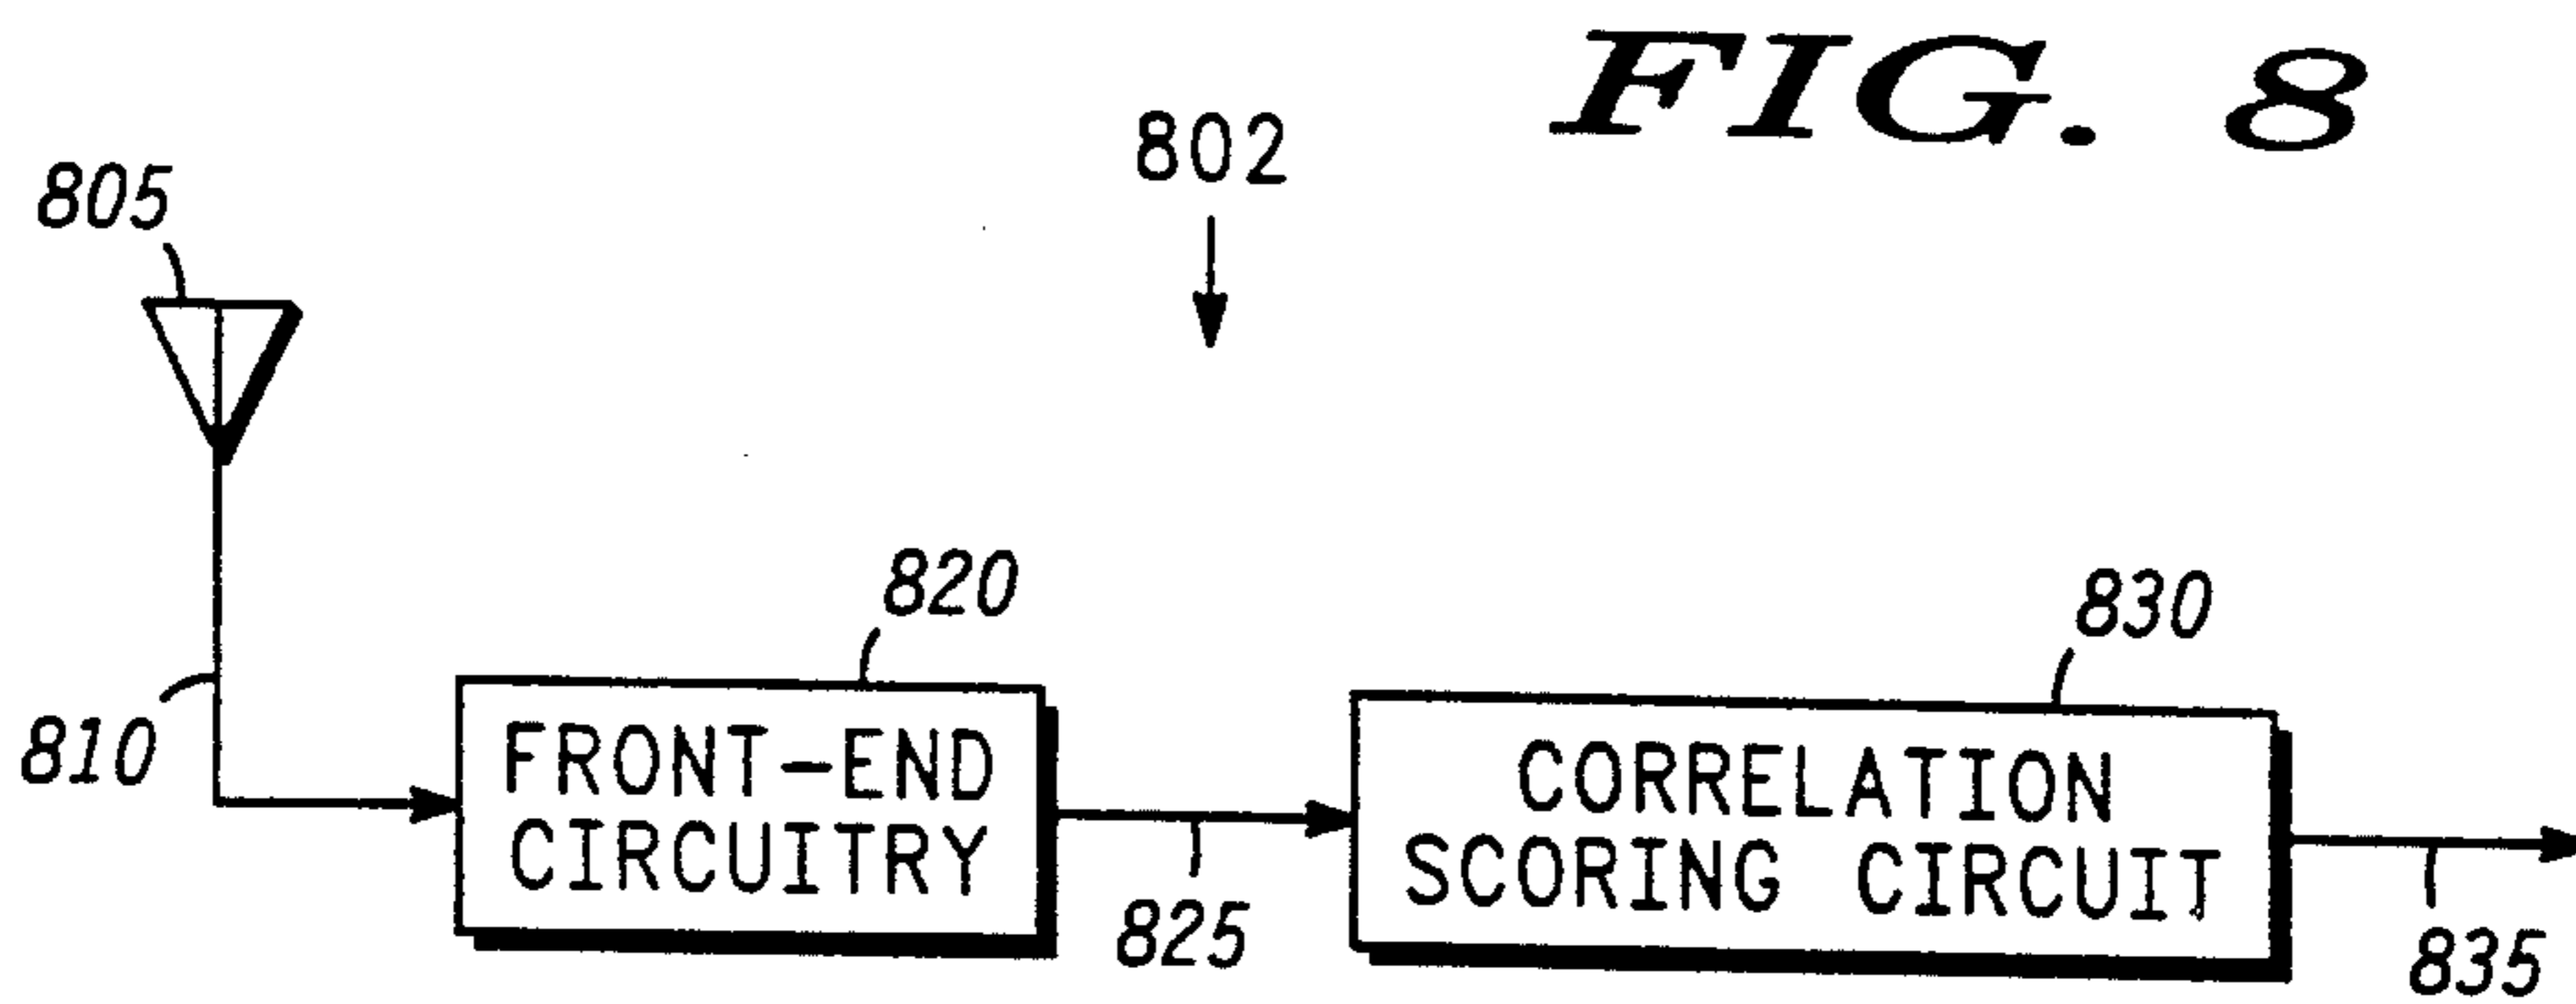 FIG. 8
802
805
820
830
810
FRONT-END
CIRCUITRY
CORRELATION
SCORING CIRCUIT
825
835